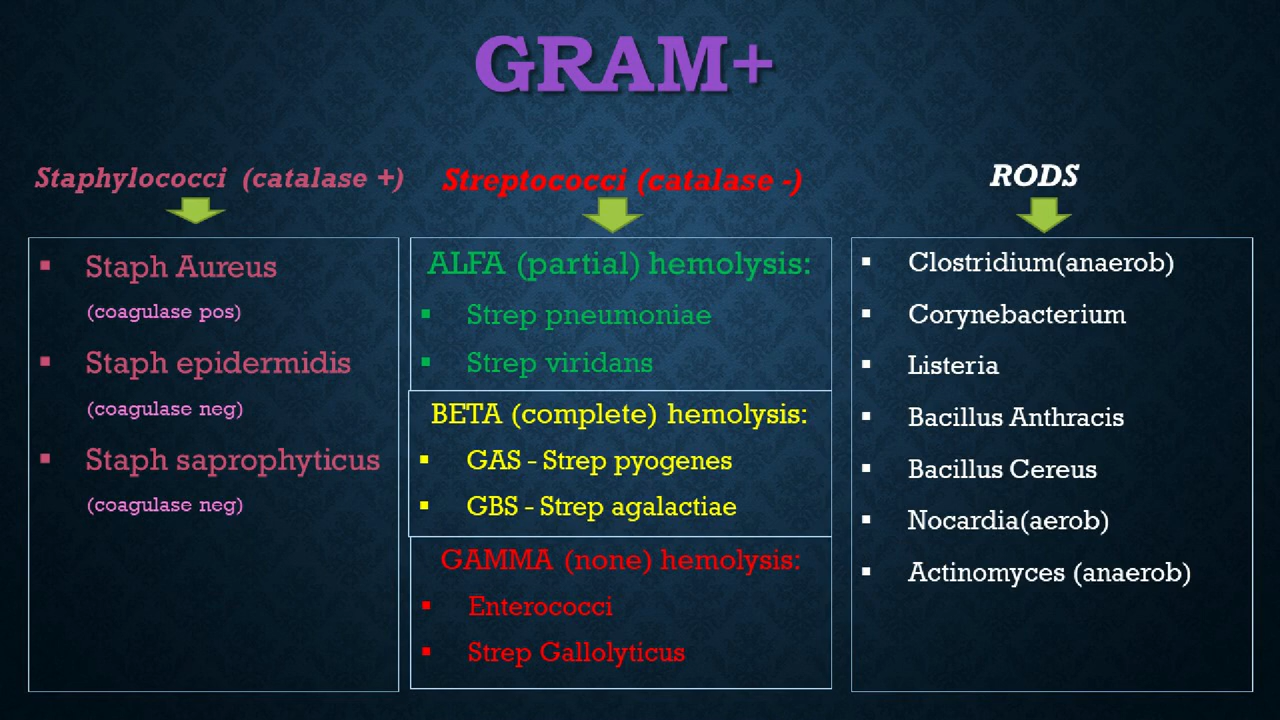 GRAM+
Staphylococci (catalase +)
Staph Aureus
(coagulase pos)
Staph epidermidis
(coagulase neg)
Staph saprophyticus
(coagulase neg)
Streptococci (catalase -)
ALFA (partial) hemolysis:
Strep pneumoniae
Strep viridans
BETA (complete) hemolysis:
GAS - Strep pyogenes
GBS - Strep agalactiae
GAMMA (none) hemolysis:
Enterococci
Strep Gallolyticus
RODS
Clostridium(anaerob)
Corynebacterium
Listeria
Bacillus Anthracis
Bacillus Cereus
Nocardia(aerob)
Actinomyces (anaerob)